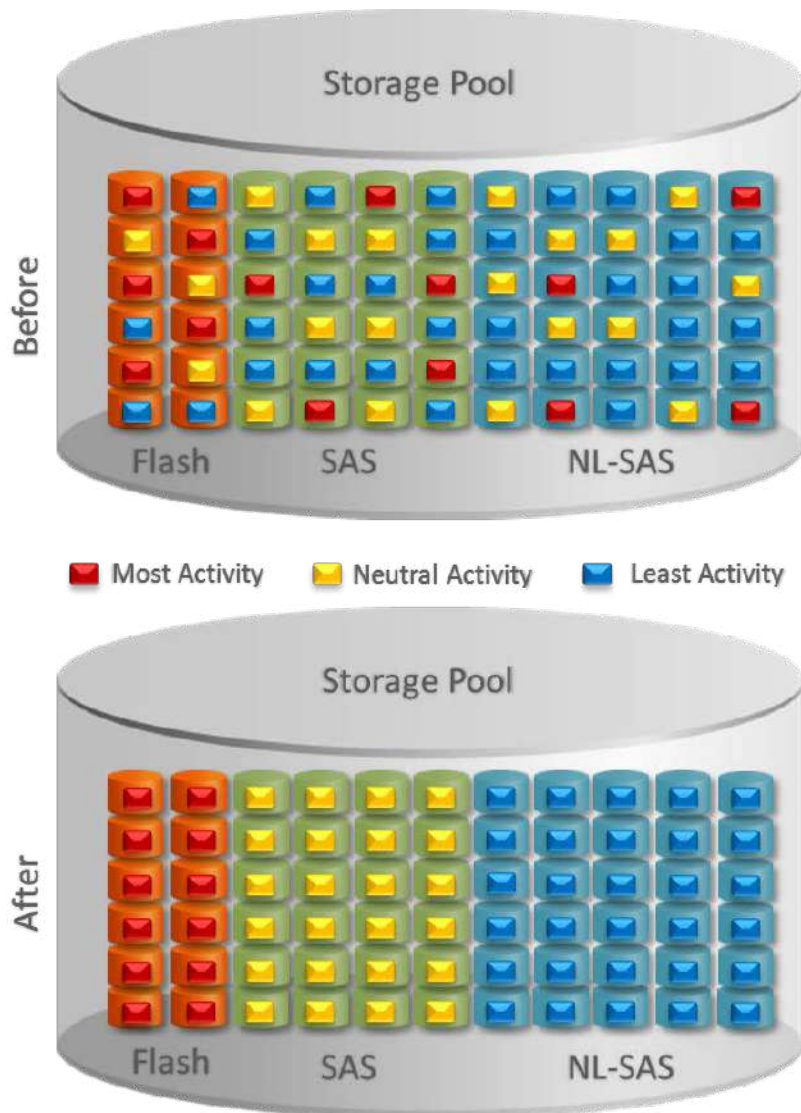 Storage Pool
Before
Flash SAS NL-SAS
Most Activity Neutral Activity Least Activity
Storage Pool
After
Flash SAS NL-SAS